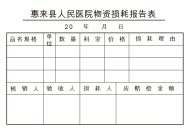 惠来县人民医院物资损耗报告表
20 年 月 日
品名规格 单位 数量 科室 价格 损耗理由
核销人 验收人 损耗人 应赔偿金额